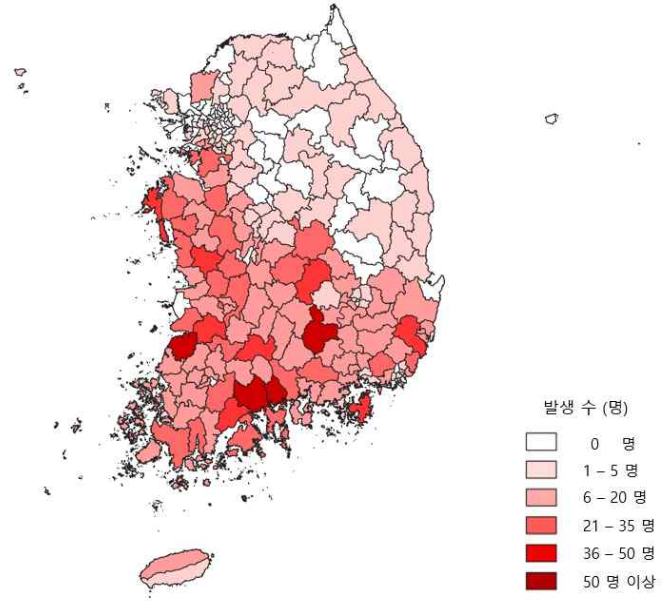 발생 수 (명)
0 명
1 – 5 명
6 – 20 명
21 – 35 명
36 – 50 명
50 명 이상